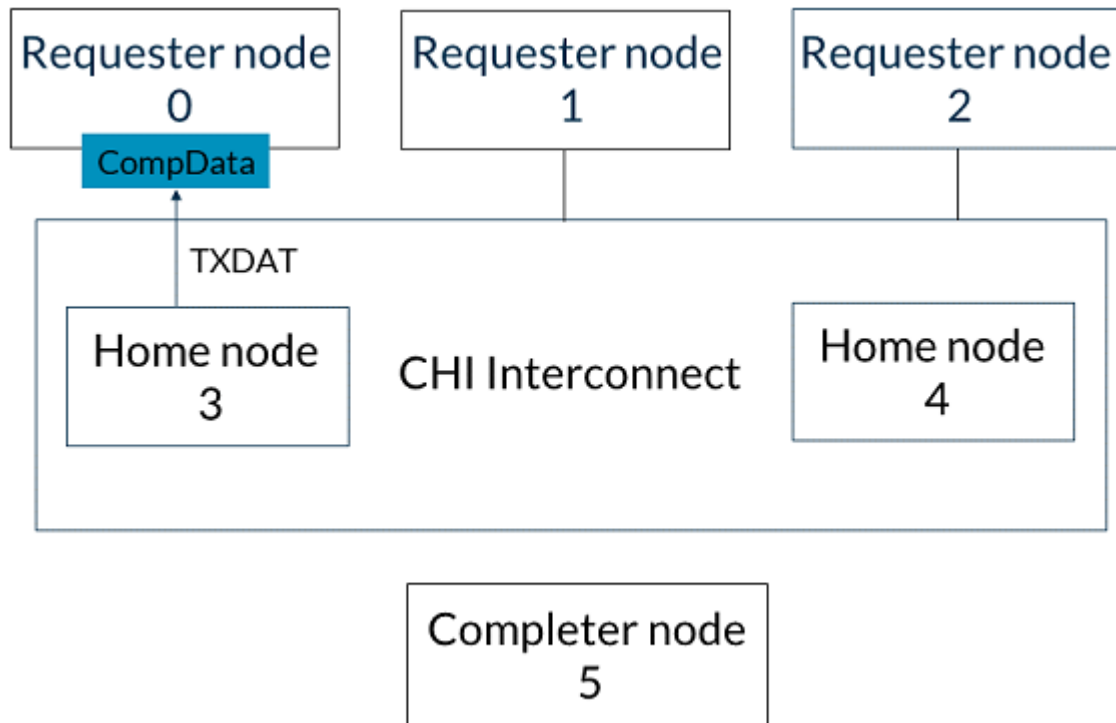 Requester node
0
Requester node
1
Requester node
2
CompData
TXDAT
Home node
3
CHI Interconnect
Home node
4
Completer node
5